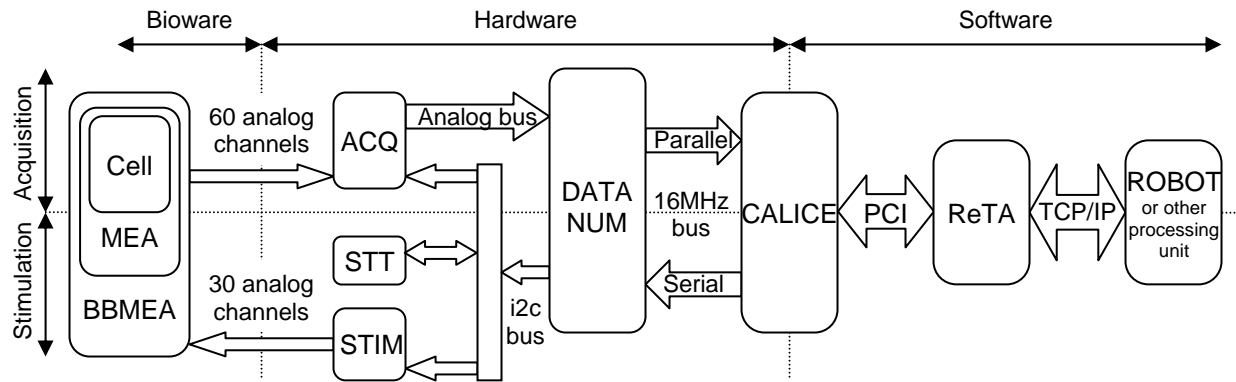 Bioware
Hardware
Software
Acquisition
Stimulation
Cell
MEA
BBMEA
60 analog
channels
30 analog
channels
ACQ
STT
STIM
Analog bus
i2c
bus
DATA
NUM
Parallel
16MHz
bus
Serial
CALICE
PCI
ReTA
TCP/IP
ROBOT
or other
processing
unit